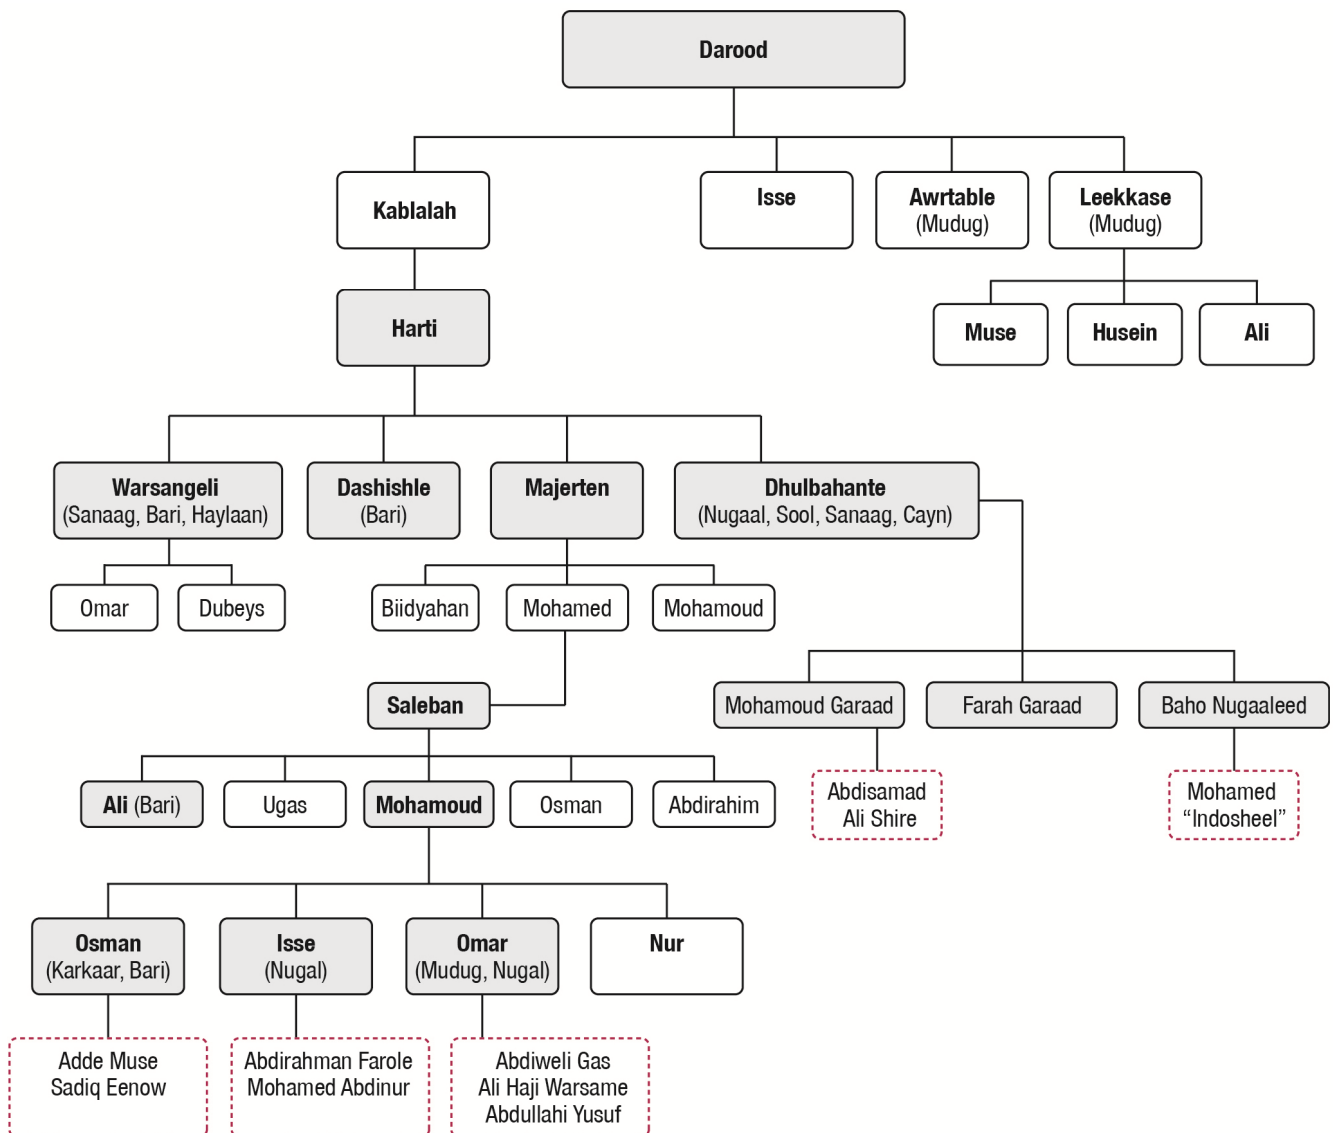 Darood
Kablalah
Isse
Awrtable
(Mudug)
Leekkase
(Mudug)
Harti
Muse
Husein
Ali
Warsangeli
(Sanaag, Bari, Haylaan)
Dashishle
(Bari)
Majerten
Dhulbahante
(Nugaal, Sool, Sanaag, Cayn)
Omar
Dubeys
Biidyahan
Mohamed
Mohamoud
Saleban
Mohamoud Garaad
Farah Garaad
Baho Nugaaleed
Ali (Bari)
Ugas
Mohamoud
Osman
Abdirahim
Abdisamad
Ali Shire
Mohamed
“Indosheel”
Osman
(Karkaar, Bari)
Isse
(Nugal)
Omar
(Mudug, Nugal)
Nur
Adde Muse
Sadiq Eenow
Abdirahman Farole
Mohamed Abdinur
Abdiweli Gas
Ali Haji Warsame
Abdullahi Yusuf